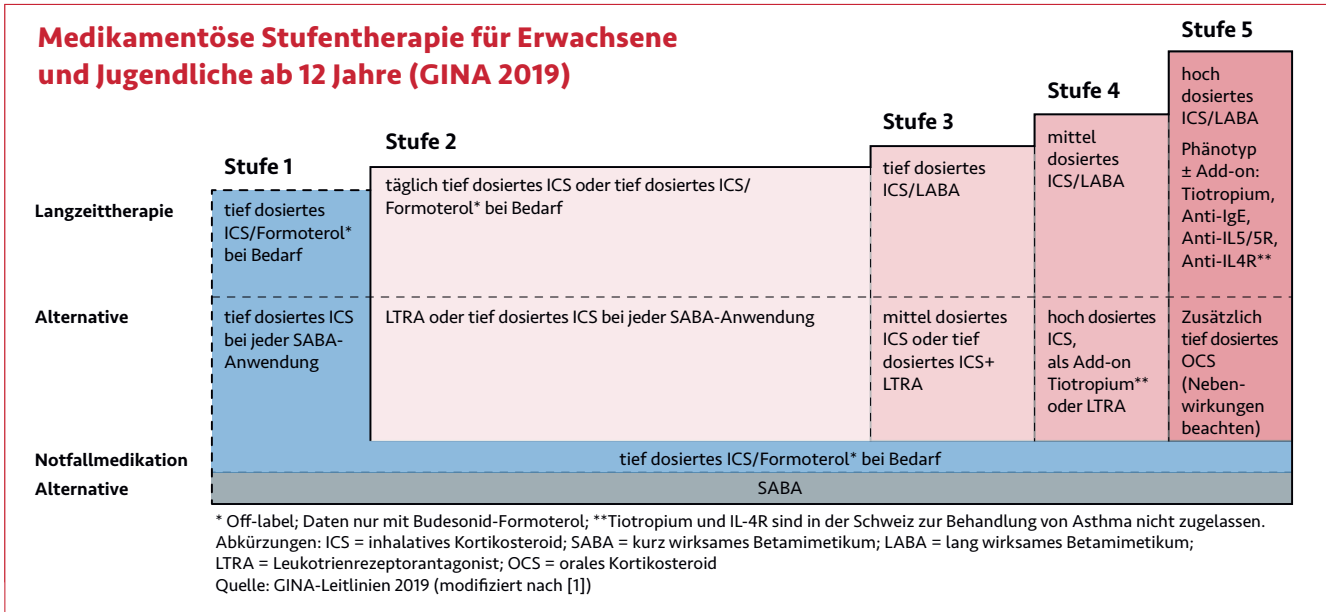 Medikamentöse Stufentherapie für Erwachsene
und Jugendliche ab 12 Jahre (GINA 2019)
Stufe 1
Stufe 2
Stufe 3
Stufe 4
Stufe 5
Langzeittherapie
tief dosiertes
ICS/Formoterol*
bei Bedarf
täglich tief dosiertes ICS oder tief dosiertes ICS/
Formoterol* bei Bedarf
tief dosiertes
ICS/LABA
mittel
dosiertes
ICS/LABA
hoch
dosiertes
ICS/LABA
Phänotyp
± Add-on:
Tiotropium,
Anti-IgE,
Anti-IL5/5R,
Anti-IL4R**
Alternative
tief dosiertes ICS
bei jeder SABA-
Anwendung
LTRA oder tief dosiertes ICS bei jeder SABA-Anwendung
mittel dosiertes
ICS oder tief
dosiertes ICS+
LTRA
hoch dosiertes
ICS,
als Add-on
Tiotropium**
oder LTRA
Zusätzlich
tief dosiertes
OCS
(Neben-
wirkungen
beachten)
Notfallmedikation
tief dosiertes ICS/Formoterol* bei Bedarf
Alternative
SABA
* Off-label; Daten nur mit Budesonid-Formoterol; **Tiotropium und IL-4R sind in der Schweiz zur Behandlung von Asthma nicht zugelassen.
Abkürzungen: ICS = inhalatives Kortikosteroid; SABA = kurz wirksames Betamimetikum; LABA = lang wirksames Betamimetikum;
LTRA = Leukotrienrezeptorantagonist; OCS = orales Kortikosteroid
Quelle: GINA-Leitlinien 2019 (modifiziert nach [1])